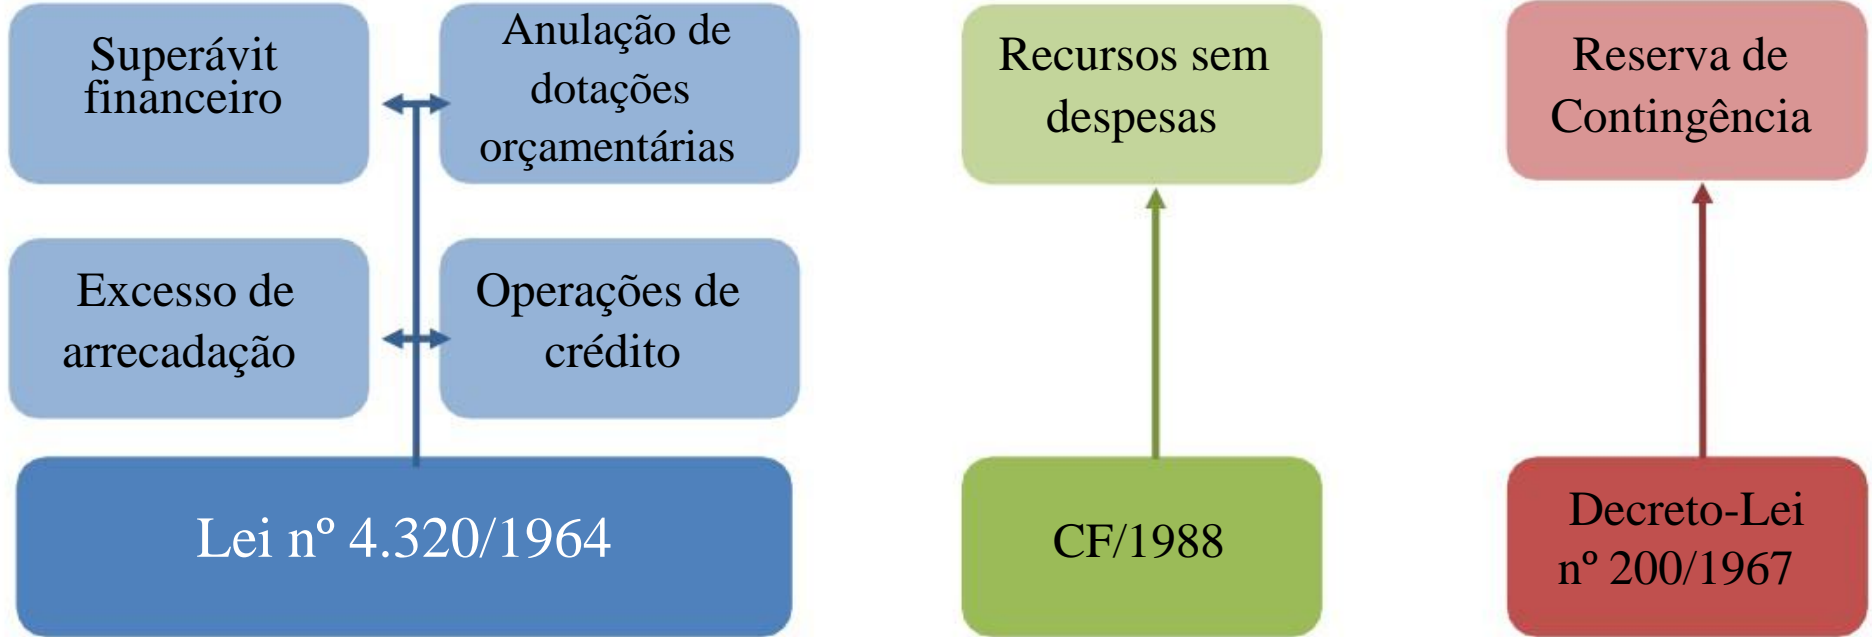 Superávit
financeiro
Anulação de
dotações
orçamentárias
Recursos sem
despesas
Reserva de
Contingência
Excesso de
arrecadação
Operações de
crédito
Lei nº 4.320/1964
CF/1988
Decreto-Lei
nº 200/1967